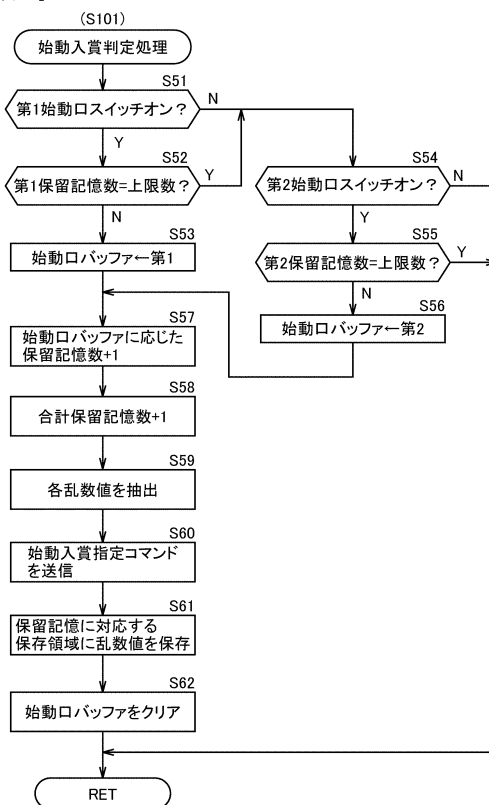 (S101)
始動入賞判定処理
S51
第1始動口スイッチオン?
N
Y
S52
第1保留記憶数=上限数?
Y
N
S53
始動口バッファ←第1
S54
第2始動口スイッチオン?
N
Y
S55
第2保留記憶数=上限数?
Y
N
S56
始動口バッファ←第2
S57
始動口バッファに応じた
保留記憶数+1
S58
合計保留記憶数+1
S59
各乱数値を抽出
S60
始動入賞指定コマンド
を送信
S61
保留記憶に対応する
保存領域に乱数値を保存
S62
始動口バッファをクリア
RET